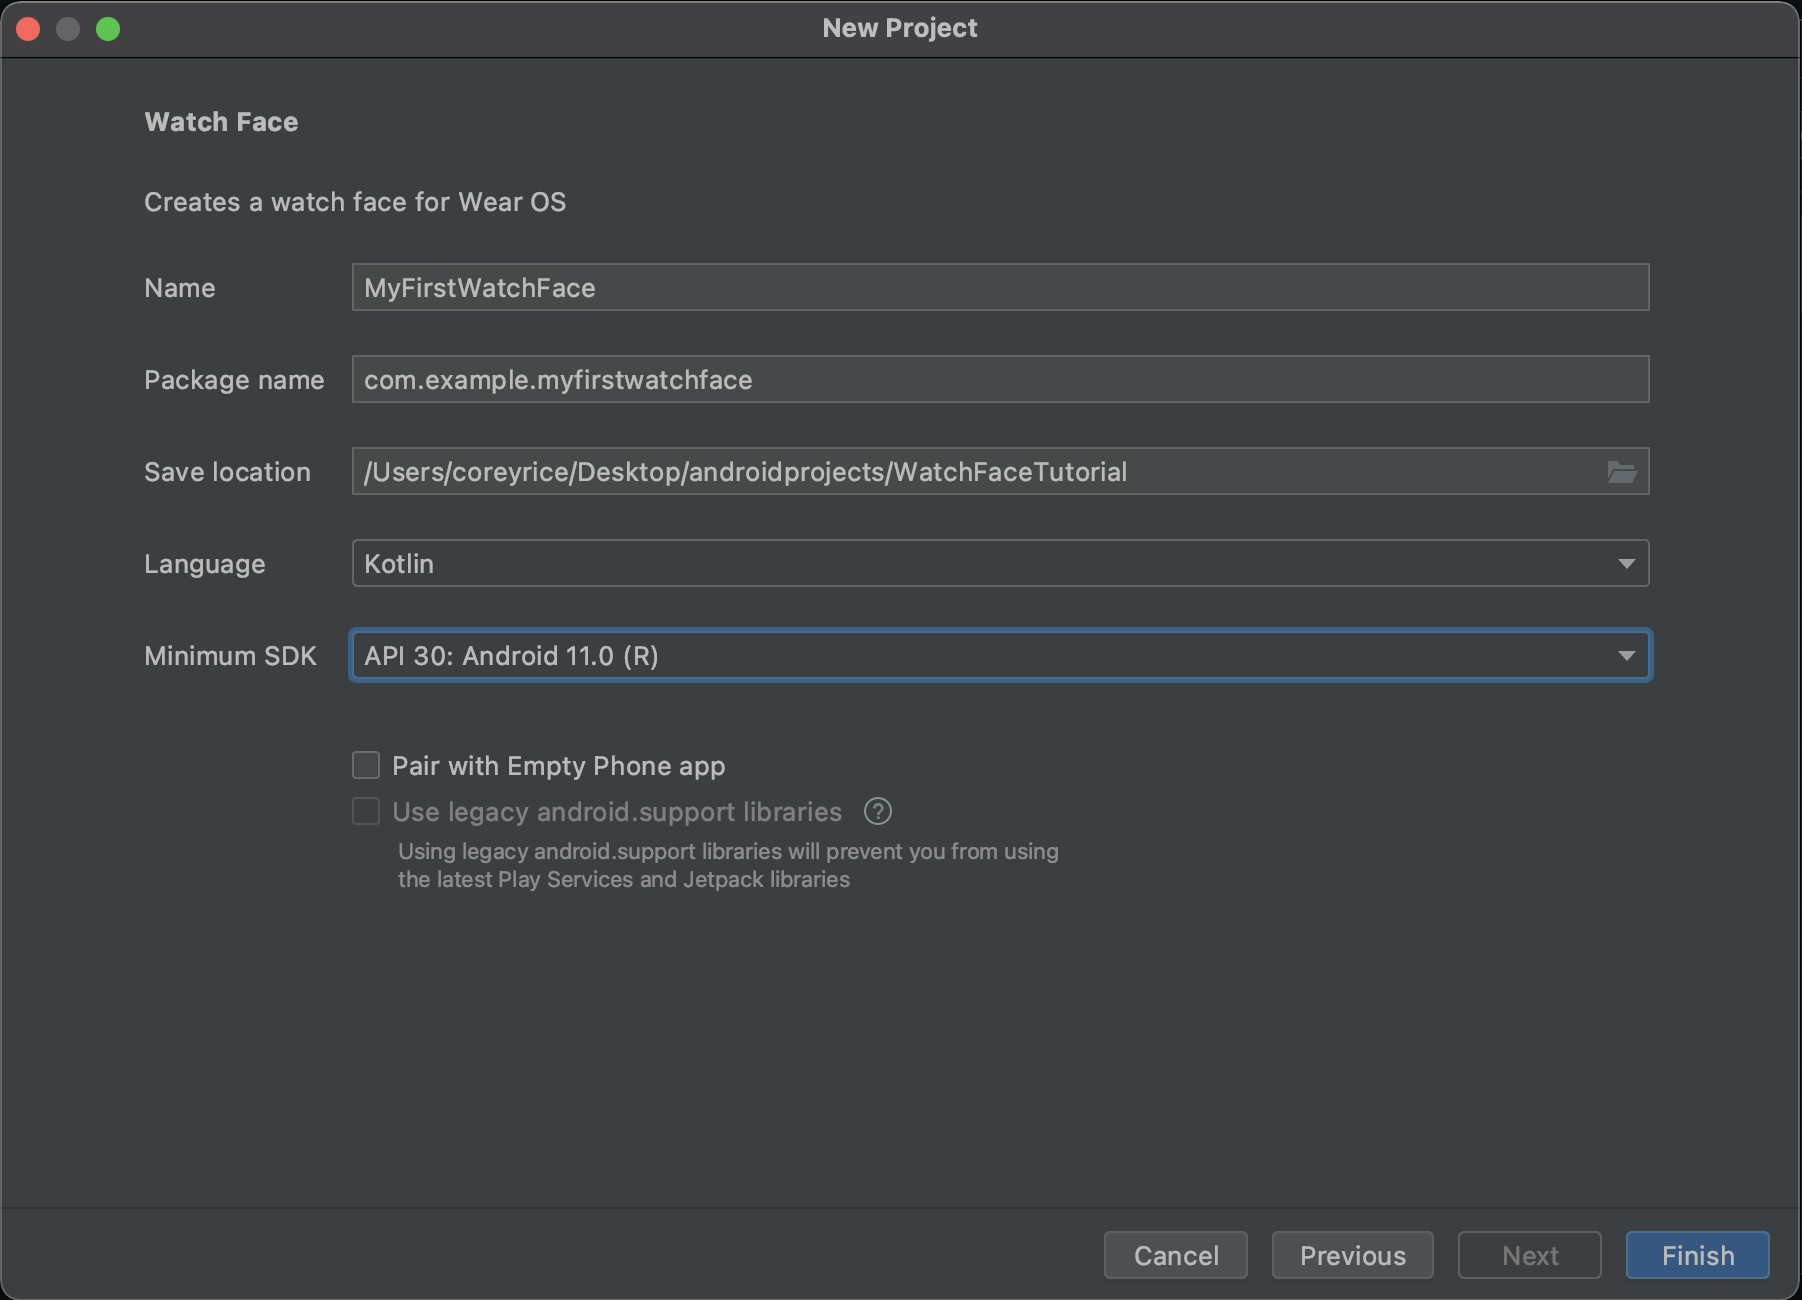 New Project
Watch Face
Creates a watch face for Wear OS
Name MyFirstWatchFace
Package name com.example.myfirstwatchface
Save location /Users/coreyrice/Desktop/androidprojects/WatchFaceTutorial
Language Kotlin
Minimum SDK API 30: Android 11.0 (R)
Pair with Empty Phone app
Use legacy android.support libraries ?
Using legacy android.support libraries will prevent you from using
the latest Play Services and Jetpack libraries
Cancel Previous Next Finish